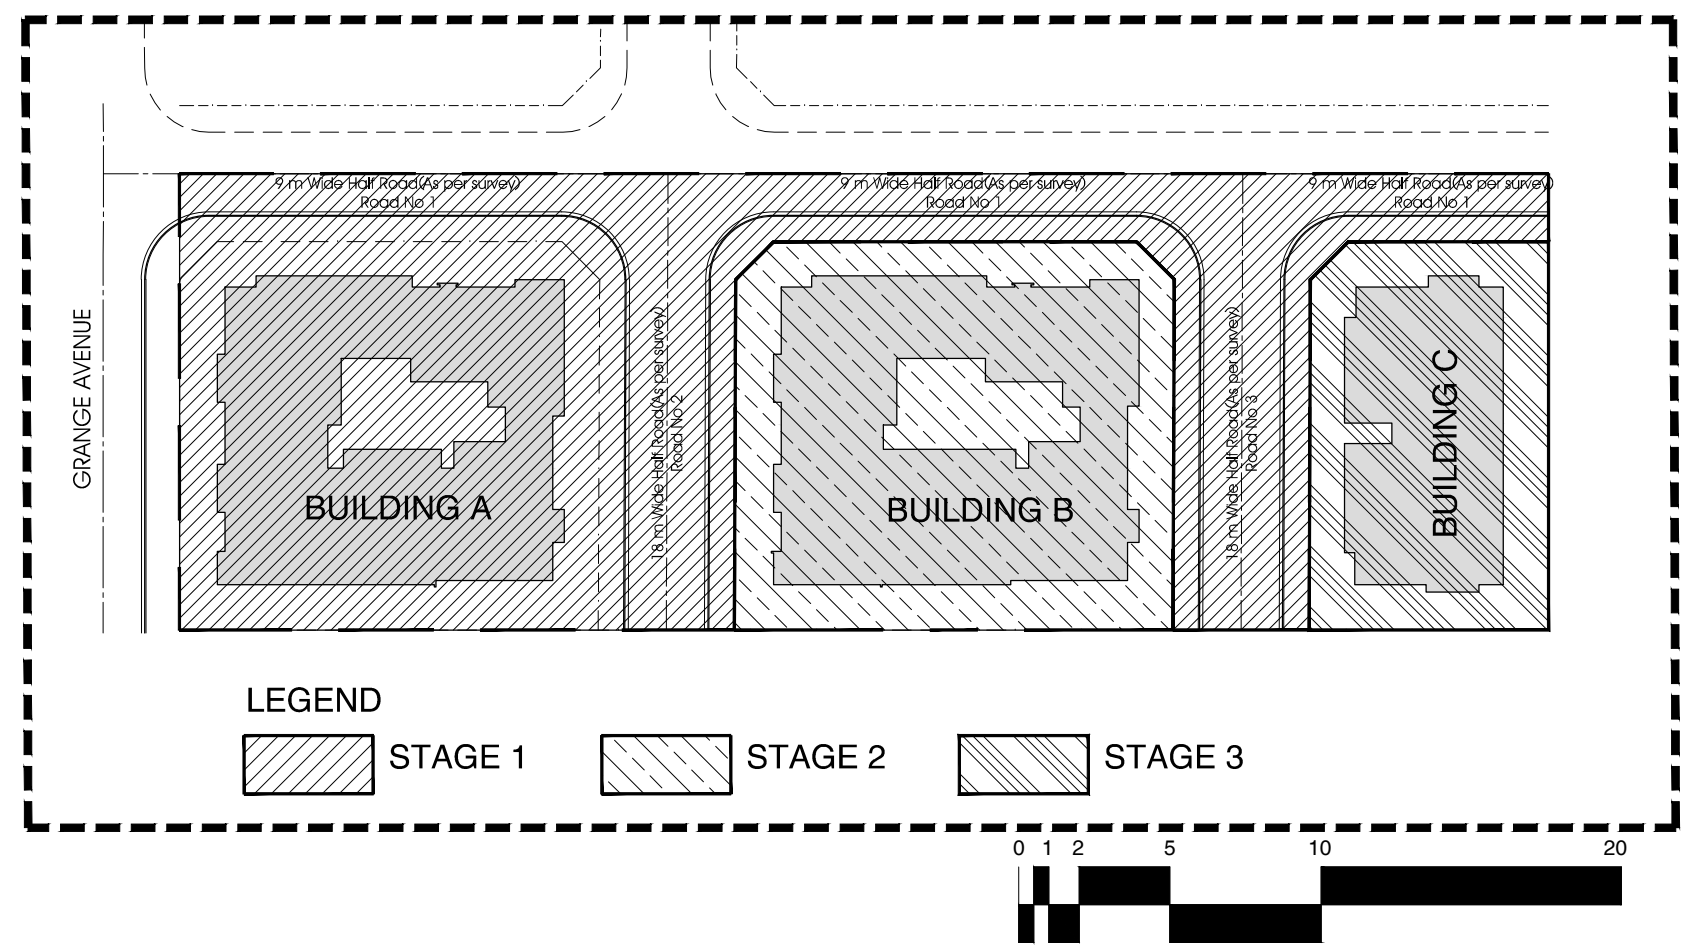 9 m Wide Half Road(As per survey)
Road No 1
9 m Wide Half Road(As per survey)
Road No 1
9 m Wide Half Road(As per survey)
Road No 1
GRANGE AVENUE
18 m Wide Half Road(As per survey)
Road No 2
18 m Wide Half Road(As per survey)
Road No 3
BUILDING A
BUILDING B
BUILDING C
LEGEND
STAGE 1
STAGE 2
STAGE 3
0 1 2 5 10 20